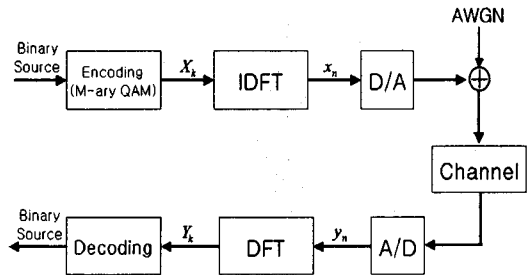 AWGN
Binary
Source
Encoding
(M-ary QAM)
X_k
IDFT
x_n
D/A
Channel
Binary
Source
Decoding
Y_k
DFT
y_n
A/D